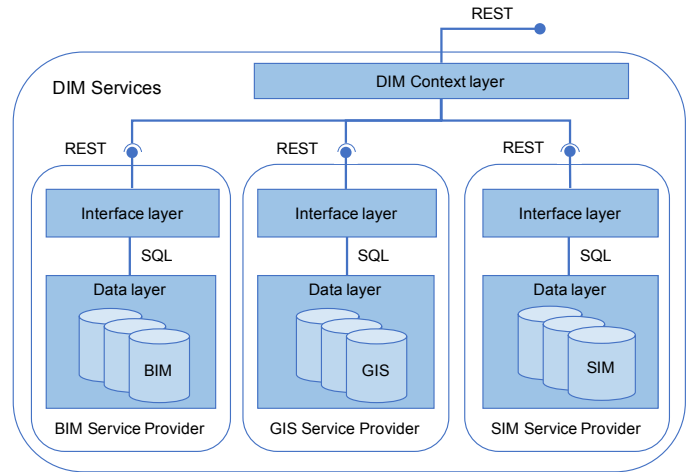 REST
DIM Services
DIM Context layer
REST
REST
REST
Interface layer
Interface layer
Interface layer
SQL
SQL
SQL
Data layer
Data layer
Data layer
BIM
GIS
SIM
BIM Service Provider
GIS Service Provider
SIM Service Provider